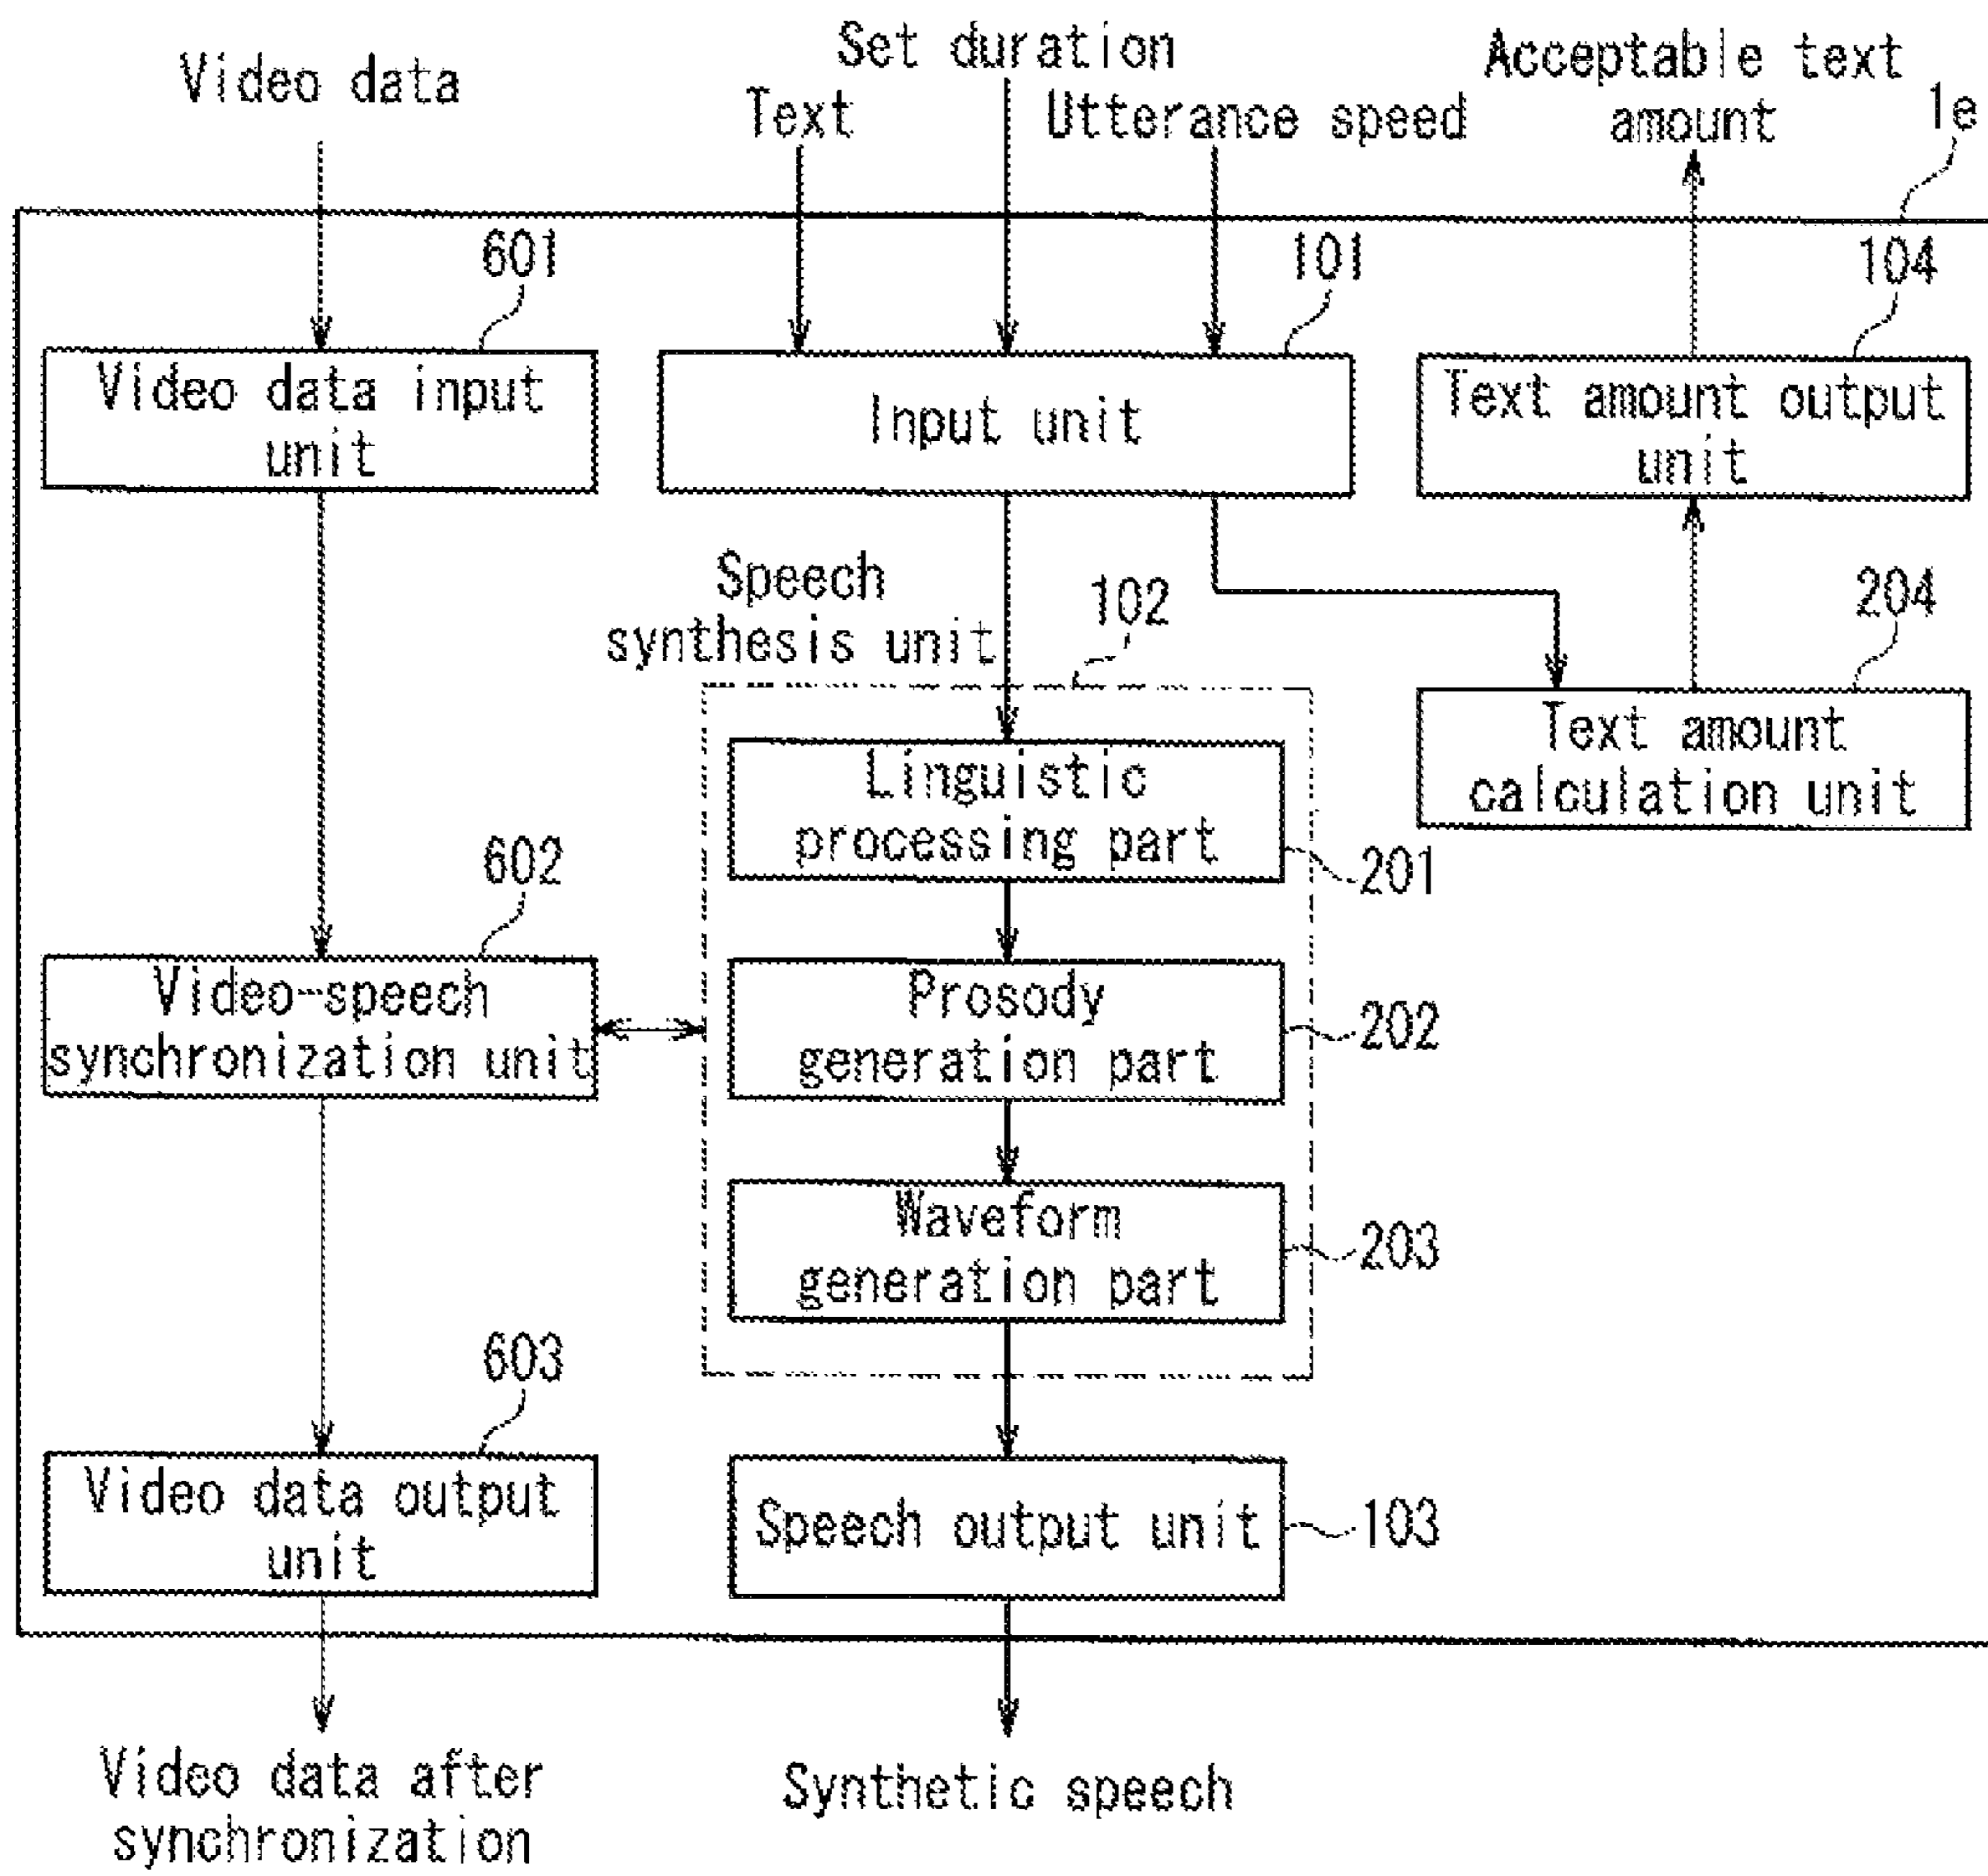 Video data
Text
Set duration
Utterance speed
Acceptable text
amount
1e
601
Video data input
unit
101
Input unit
104
Text amount output
unit
Speech
synthesis unit
102
204
Text amount
calculation unit
Linguistic
processing part
201
602
Video-speech
synchronization unit
Prosody
generation part
202
Waveform
generation part
203
603
Video data output
unit
Speech output unit
103
Video data after
synchronization
Synthetic speech